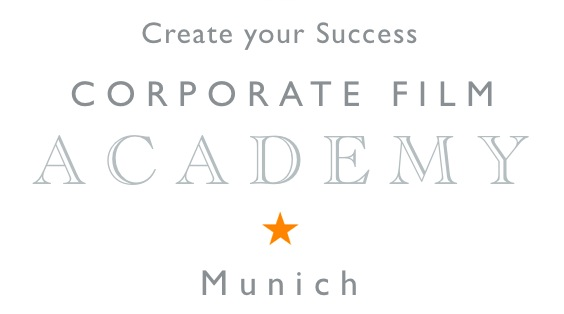 Create your Success
CORPORATE FILM
ACADEMY
Munich